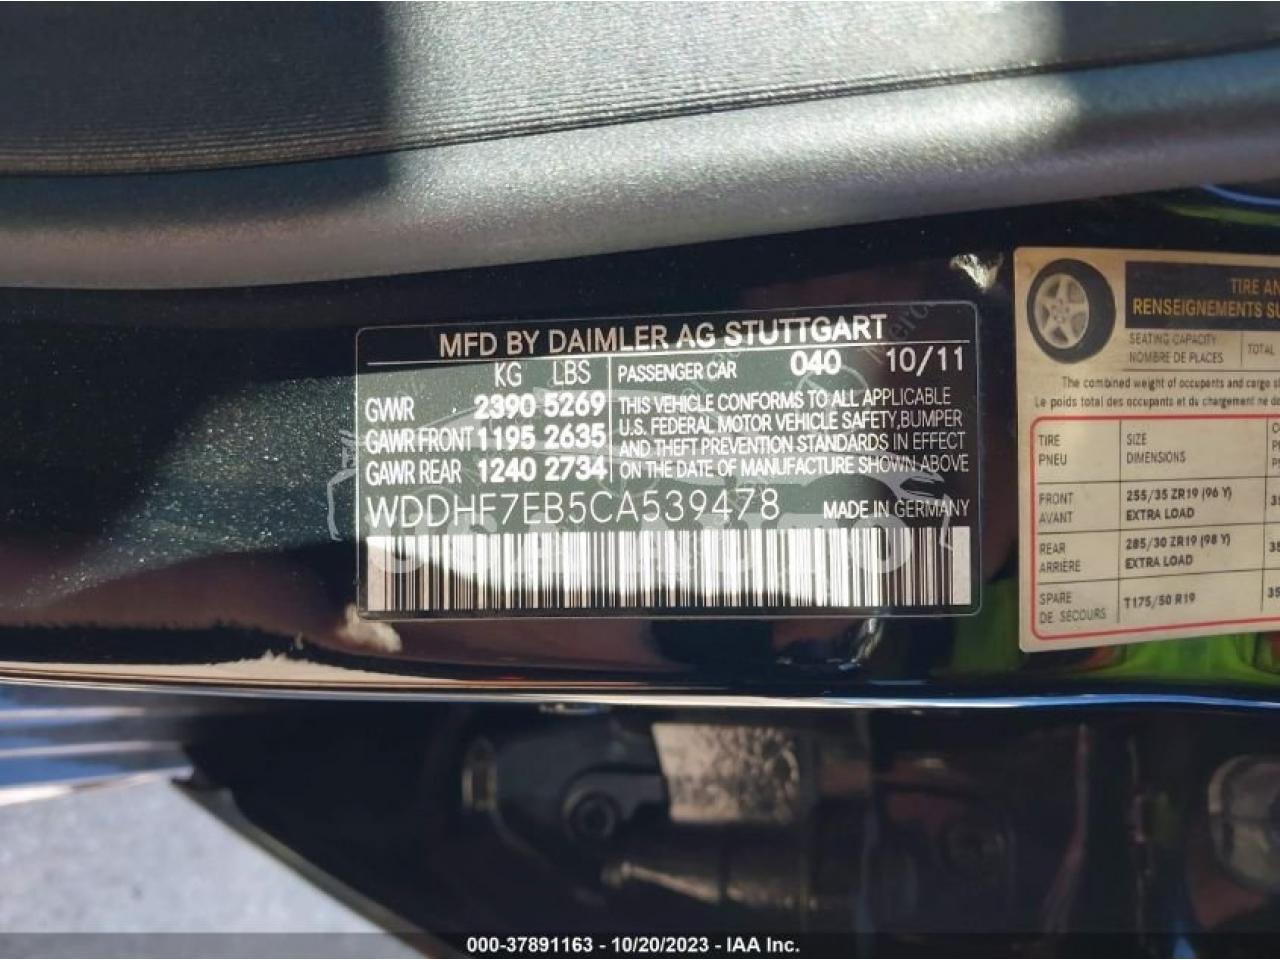 MFD BY DAIMLER AG STUTTGART
KG LBS
GVWR 2390 5269
GAWR FRONT 1195 2635
GAWR REAR 1240 2734
PASSENGER CAR 040 10/11
THIS VEHICLE CONFORMS TO ALL APPLICABLE
U.S. FEDERAL MOTOR VEHICLE SAFETY, BUMPER
AND THEFT PREVENTION STANDARDS IN EFFECT
ON THE DATE OF MANUFACTURE SHOWN ABOVE
WDDHF7EB5CA539478 MADE IN GERMANY
TIRE AN
RENSEIGNEMENTS SU
SEATING CAPACITY
NOMBRE DE PLACES
TOTAL
The combined weight of occupants and cargo s
Le poids total des occupants et du chargement ne do
TIRE SIZE
PNEU DIMENSIONS
FRONT 255/35 ZR19 (96 Y)
AVANT EXTRA LOAD
REAR 285/30 ZR19 (98 Y)
ARRIERE EXTRA LOAD
SPARE T175/50 R19
DE SECOURS
000-37891163 - 10/20/2023 - IAA Inc.